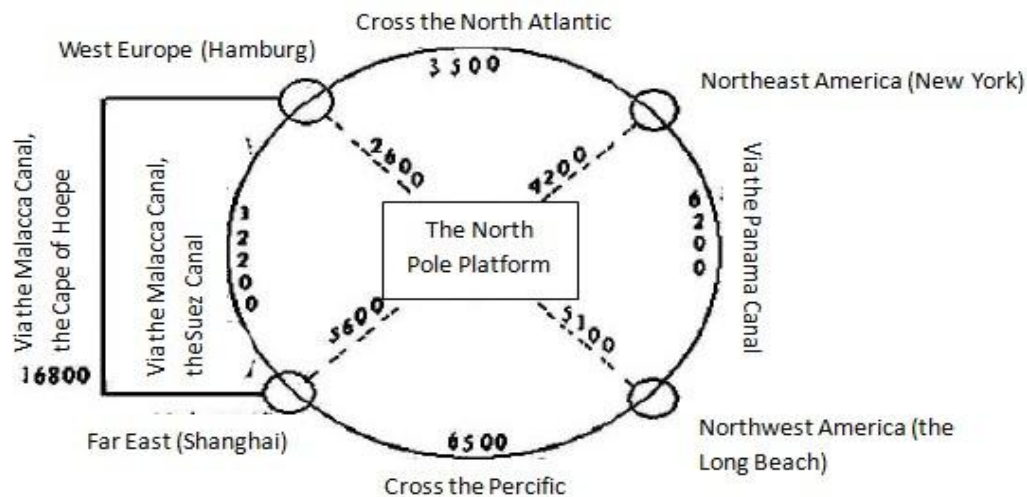 Cross the North Atlantic
West Europe (Hamburg)
3500
Northeast America (New York)
2600
4200
Via the Malacca Canal,
the Cape of Hoepe
16800
Via the Malacca Canal,
the Suez Canal
12200
The North
Pole Platform
6200
Via the Panama Canal
3600
5100
Far East (Shanghai)
6500
Northwest America (the
Long Beach)
Cross the Percific